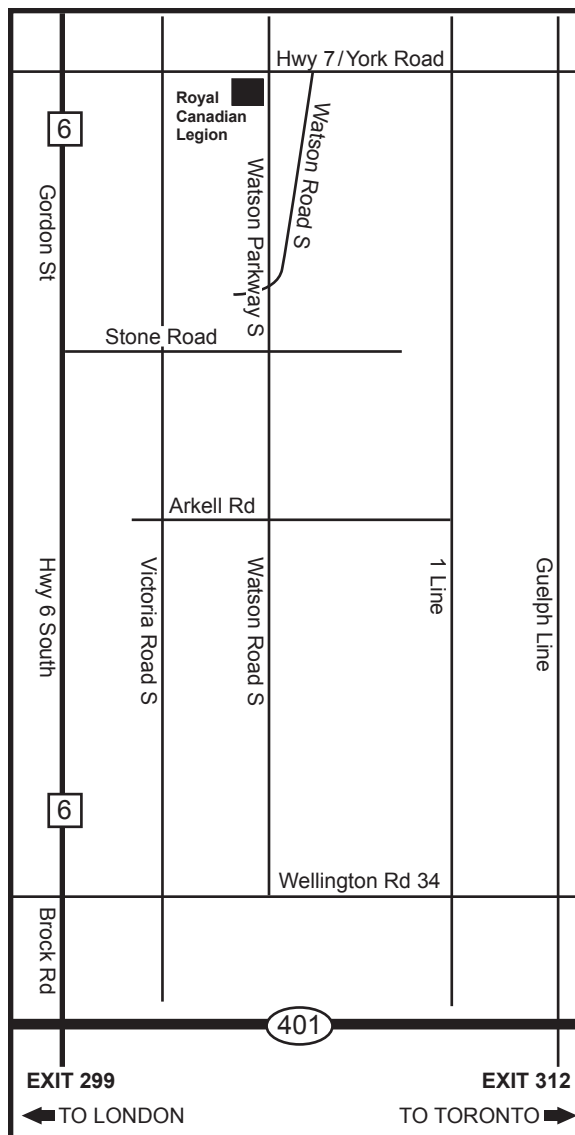 Hwy 7/York Road
Royal
Canadian
Legion
6
Gordon St
Watson Parkway S
Watson Road S
Stone Road
Arkell Rd
Hwy 6 South
Victoria Road S
Watson Road S
1 Line
Guelph Line
6
Wellington Rd 34
Brock Rd
401
EXIT 299
EXIT 312
TO LONDON
TO TORONTO